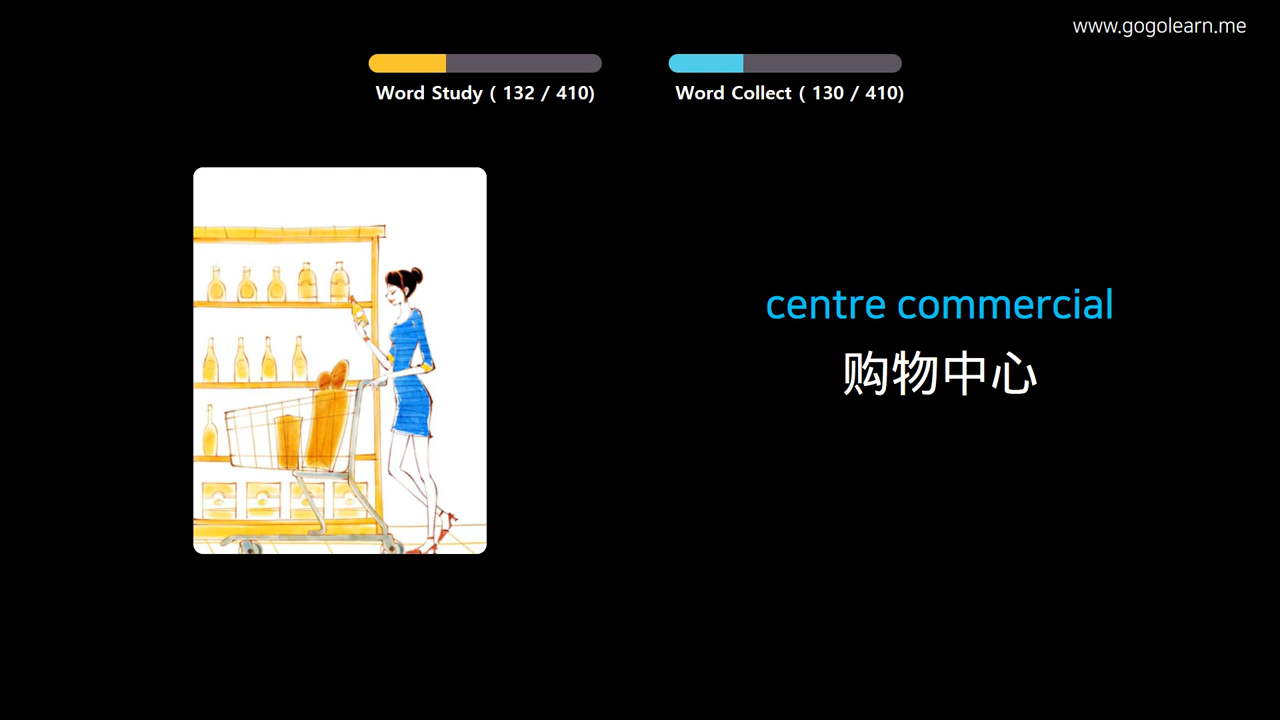 www.gogolearn.me
Word Study ( 132 / 410)
Word Collect ( 130 / 410)
centre commercial
购物中心